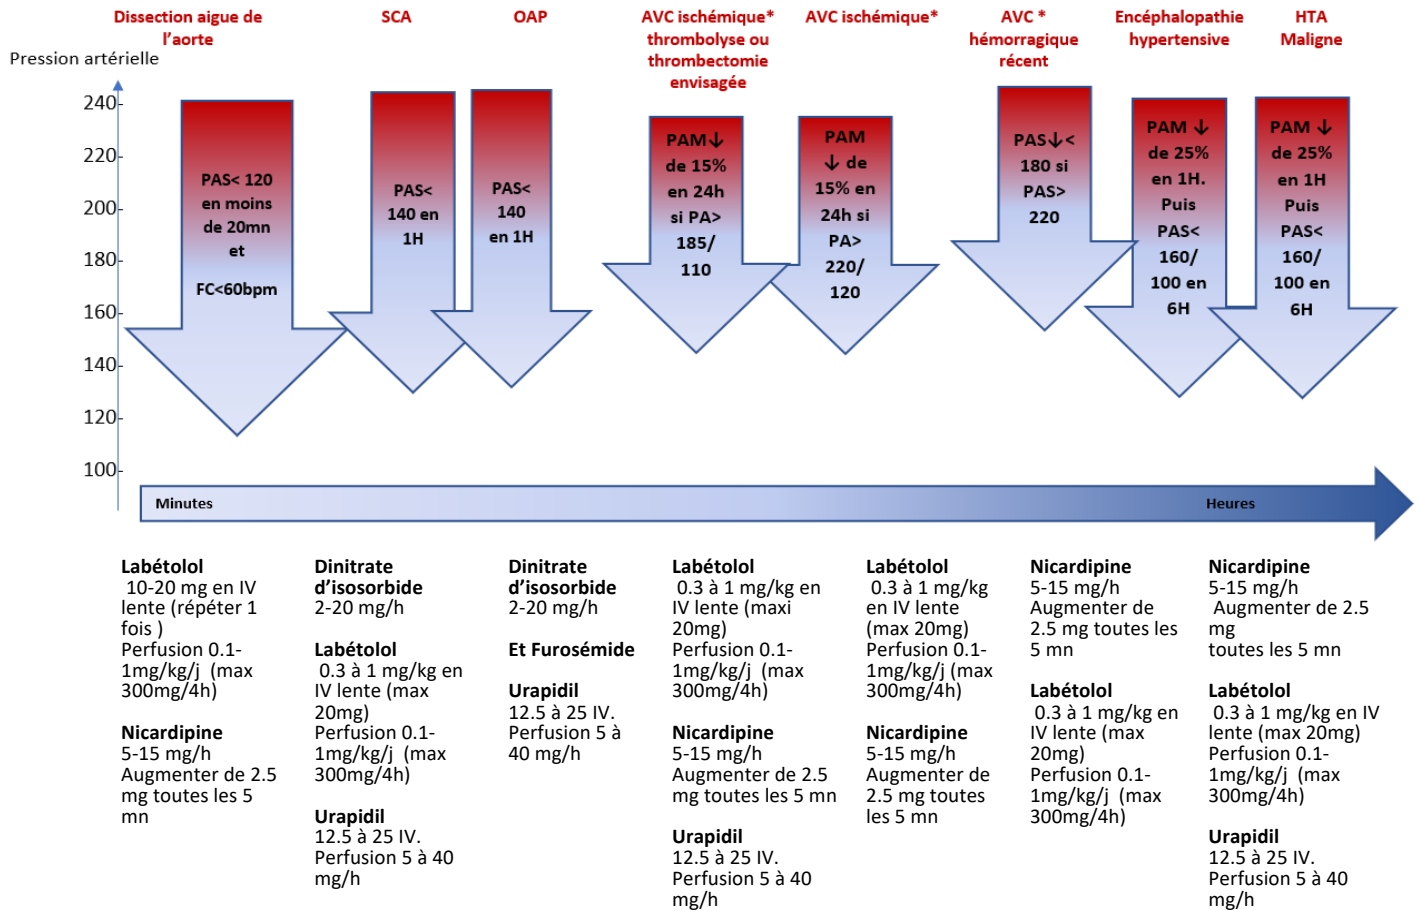 Dissection aigue de
l'aorte
SCA
OAP
AVC ischémique*
thrombolyse ou
thrombectomie
envisagée
AVC ischémique*
AVC *
hémorragique
récent
Encéphalopathie
hypertensive
HTA
Maligne
Pression artérielle
240
220
200
180
160
140
120
100
PAS< 120
en moins
de 20mn
et
FC<60bpm
PAS<
140 en
1H
PAS<
140
en 1H
PAM↓
de 15%
en 24h
si PA>
185/
110
PAM
↓ de
15% en
24h si
PA>
220/
120
PAS↓<
180 si
PAS>
220
PAM ↓
de 25%
en 1H.
Puis
PAS<
160/
100 en
6H
PAM ↓
de 25%
en 1H
Puis
PAS<
160/
100 en
6H
Minutes
Heures
Labétolol
10-20 mg en IV
lente (répéter 1
fois )
Perfusion 0.1-
1mg/kg/j (max
300mg/4h)
Nicardipine
5-15 mg/h
Augmenter de 2.5
mg toutes les 5
mn
Dinitrate
d'isosorbide
2-20 mg/h
Labétolol
0.3 à 1 mg/kg en
IV lente (max
20mg)
Perfusion 0.1-
1mg/kg/j (max
300mg/4h)
Urapidil
12.5 à 25 IV.
Perfusion 5 à 40
mg/h
Dinitrate
d'isosorbide
2-20 mg/h
Et Furosémide
Urapidil
12.5 à 25 IV.
Perfusion 5 à
40 mg/h
Labétolol
0.3 à 1 mg/kg en
IV lente (maxi
20mg)
Perfusion 0.1-
1mg/kg/j (max
300mg/4h)
Nicardipine
5-15 mg/h
Augmenter de 2.5
mg toutes les 5 mn
Urapidil
12.5 à 25 IV.
Perfusion 5 à 40
mg/h
Labétolol
0.3 à 1 mg/kg
en IV lente
(max 20mg)
Perfusion 0.1-
1mg/kg/j (max
300mg/4h)
Nicardipine
5-15 mg/h
Augmenter de
2.5 mg toutes
les 5 mn
Nicardipine
5-15 mg/h
Augmenter de
2.5 mg toutes les
5 mn
Labétolol
0.3 à 1 mg/kg en
IV lente (max
20mg)
Perfusion 0.1-
1mg/kg/j (max
300mg/4h)
Nicardipine
5-15 mg/h
Augmenter de 2.5
mg
toutes les 5 mn
Labétolol
0.3 à 1 mg/kg en IV
lente (max 20mg)
Perfusion 0.1-
1mg/kg/j (max
300mg/4h)
Urapidil
12.5 à 25 IV.
Perfusion 5 à 40
mg/h